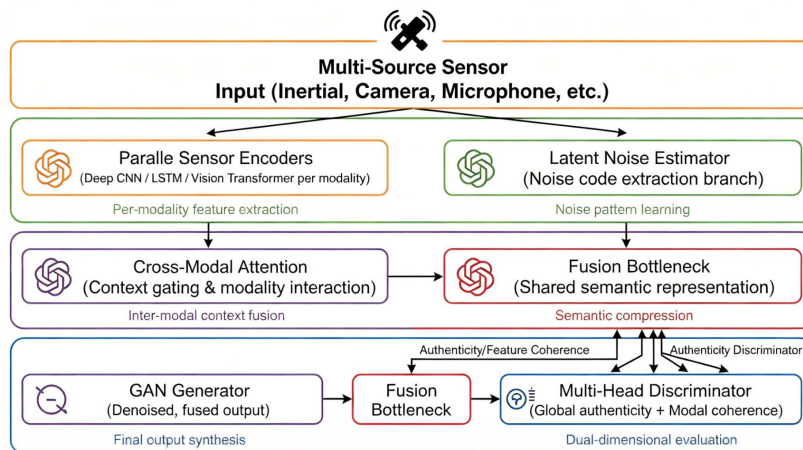 Multi-Source Sensor
Input (Inertial, Camera, Microphone, etc.)
Paralle Sensor Encoders
(Deep CNN / LSTM / Vision Transformer per modality)
Latent Noise Estimator
(Noise code extraction branch)
Per-modality feature extraction
Noise pattern learning
Cross-Modal Attention
(Context gating & modality interaction)
Fusion Bottleneck
(Shared semantic representation)
Inter-modal context fusion
Semantic compression
Authenticity/Feature Coherence
Authenticity Discriminator
GAN Generator
(Denoised, fused output)
Fusion
Bottleneck
Multi-Head Discriminator
(Global authenticity + Modal coherence)
Final output synthesis
Dual-dimensional evaluation